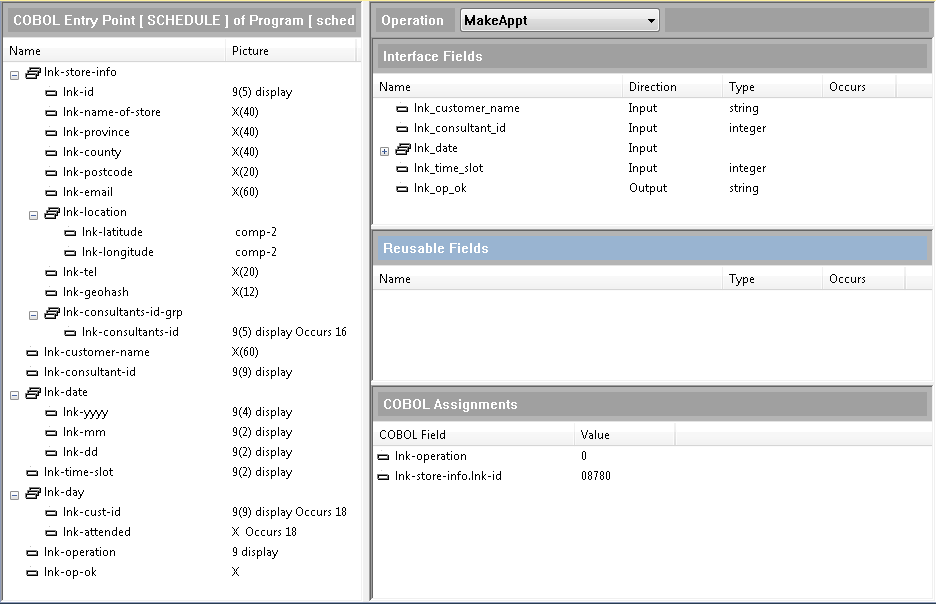 COBOL Entry Point [ SCHEDULE ] of Program [ sched
Name Picture
lnk-store-info
lnk-id 9(5) display
lnk-name-of-store X(40)
lnk-province X(40)
lnk-county X(40)
lnk-postcode X(20)
lnk-email X(60)
lnk-location
lnk-latitude comp-2
lnk-longitude comp-2
lnk-tel X(20)
lnk-geohash X(12)
lnk-consultants-id-grp
lnk-consultants-id 9(5) display Occurs 16
lnk-customer-name X(60)
lnk-consultant-id 9(9) display
lnk-date
lnk-yyyy 9(4) display
lnk-mm 9(2) display
lnk-dd 9(2) display
lnk-time-slot 9(2) display
lnk-day
lnk-cust-id 9(9) display Occurs 18
lnk-attended X Occurs 18
lnk-operation 9 display
lnk-op-ok X
Operation MakeAppt
Interface Fields
Name Direction Type Occurs
lnk_customer_name Input string
lnk_consultant_id Input integer
lnk_date Input
lnk_time_slot Input integer
lnk_op_ok Output string
Reusable Fields
Name Type Occurs
COBOL Assignments
COBOL Field Value
lnk-operation 0
lnk-store-info.lnk-id 08780